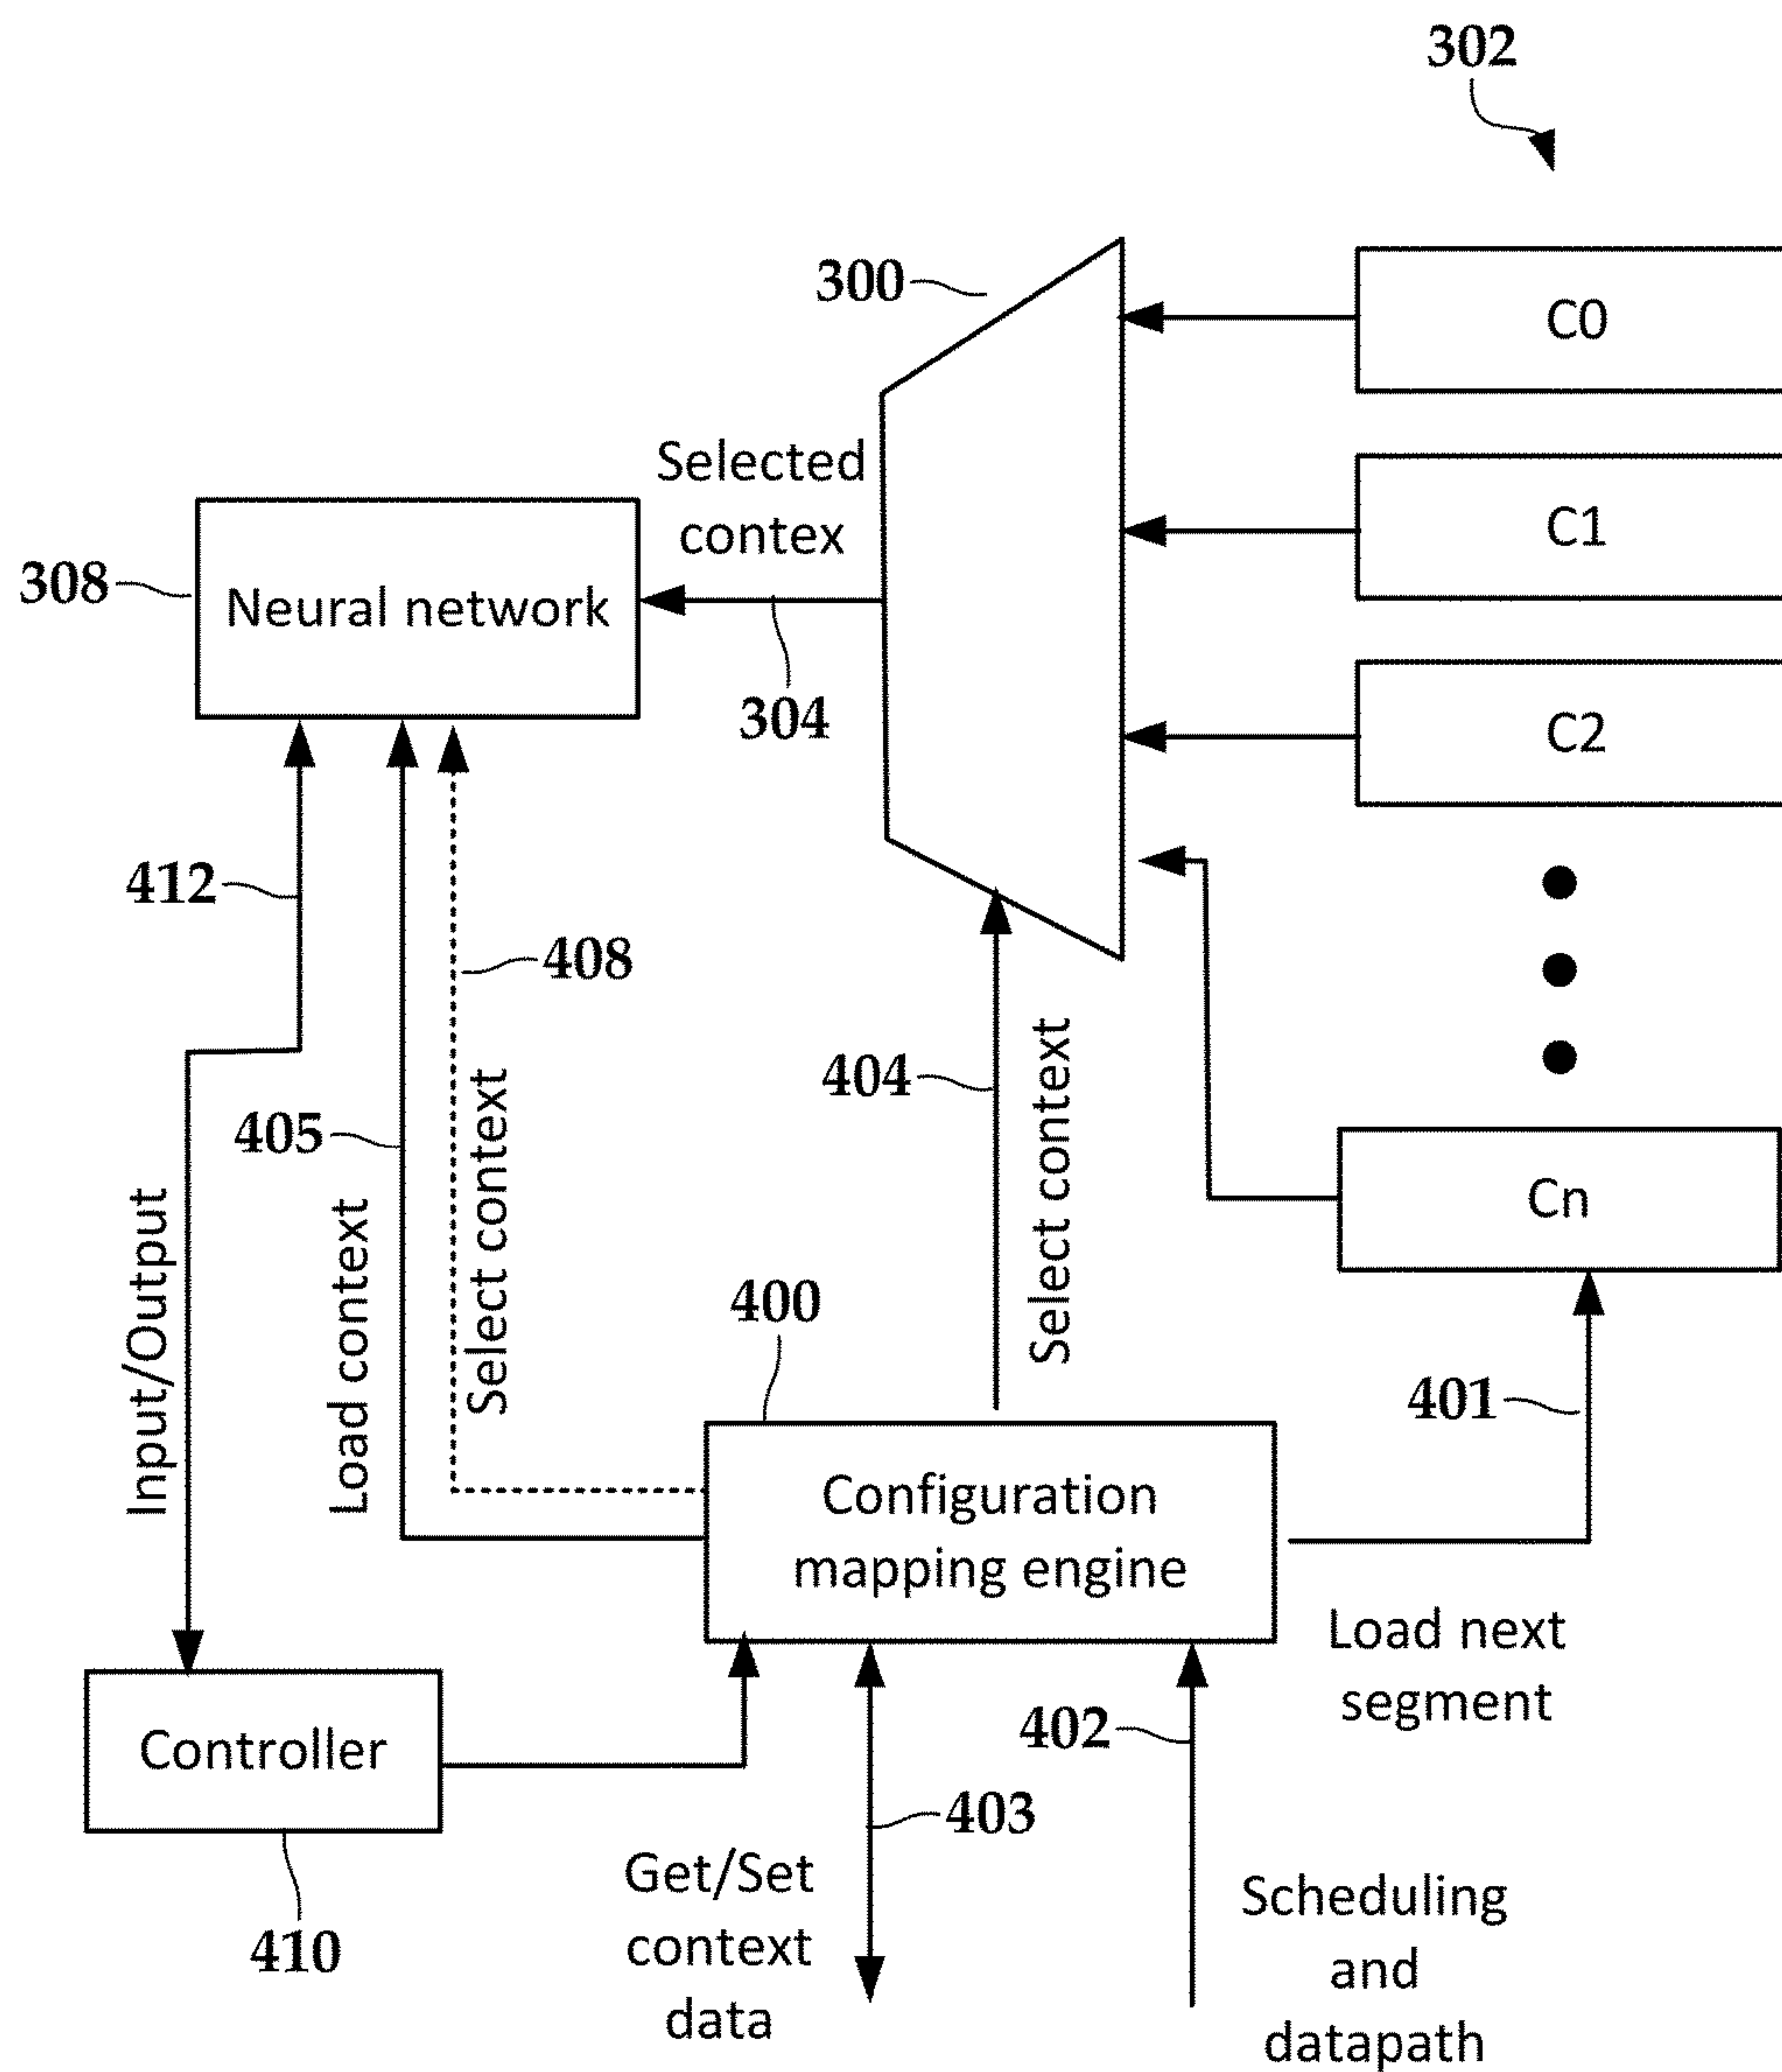 302
300
C0
Selected
contex
C1
308
Neural network
304
C2
412
408
404
405
Select context
Select context
Cn
Input/Output
Load context
400
401
Configuration
mapping engine
Load next
segment
402
Controller
403
Get/Set
context
data
Scheduling
and
datapath
410